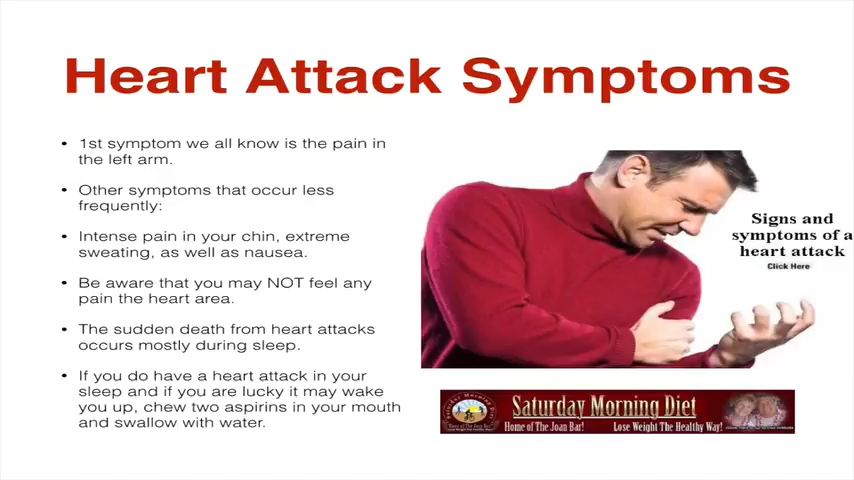 Heart Attack Symptoms
• 1st symptom we all know is the pain in
the left arm.
• Other symptoms that occur less
frequently:
• Intense pain in your chin, extreme
sweating, as well as nausea.
• Be aware that you may NOT feel any
pain the heart area.
• The sudden death from heart attacks
occurs mostly during sleep.
• If you do have a heart attack in your
sleep and if you are lucky it may wake
you up, chew two aspirins in your mouth
and swallow with water.
Signs and
symptoms of a
heart attack
Click Here
Saturday Morning Diet
Home of The Joan Bar!
Lose Weight The Healthy Way!